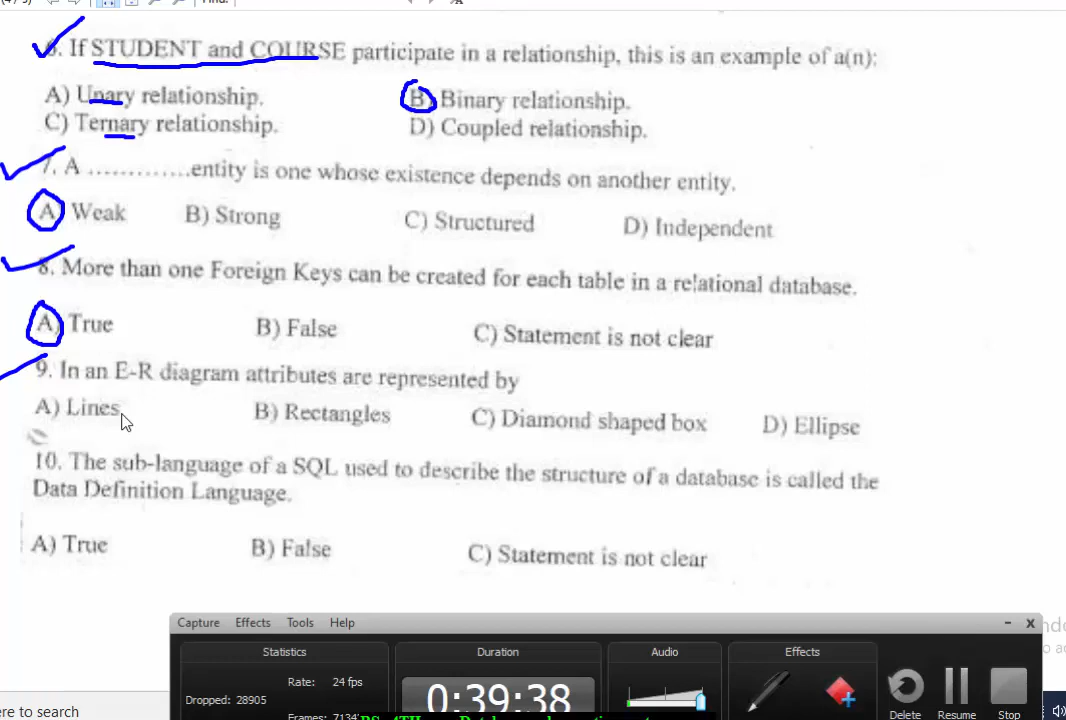 6. If STUDENT and COURSE participate in a relationship, this is an example of a(n):
A) Unary relationship. B) Binary relationship.
C) Ternary relationship. D) Coupled relationship.
7. A .............entity is one whose existence depends on another entity.
A) Weak B) Strong C) Structured D) Independent
8. More than one Foreign Keys can be created for each table in a relational database.
A) True B) False C) Statement is not clear
9. In an E-R diagram attributes are represented by
A) Lines B) Rectangles C) Diamond shaped box D) Ellipse
10. The sub-language of a SQL used to describe the structure of a database is called the
Data Definition Language.
A) True B) False C) Statement is not clear
Capture Effects Tools Help
Statistics Duration Audio Effects
Rate: 24 fps
Dropped: 28905
0:39:38
Delete Resume Stop
ere to search